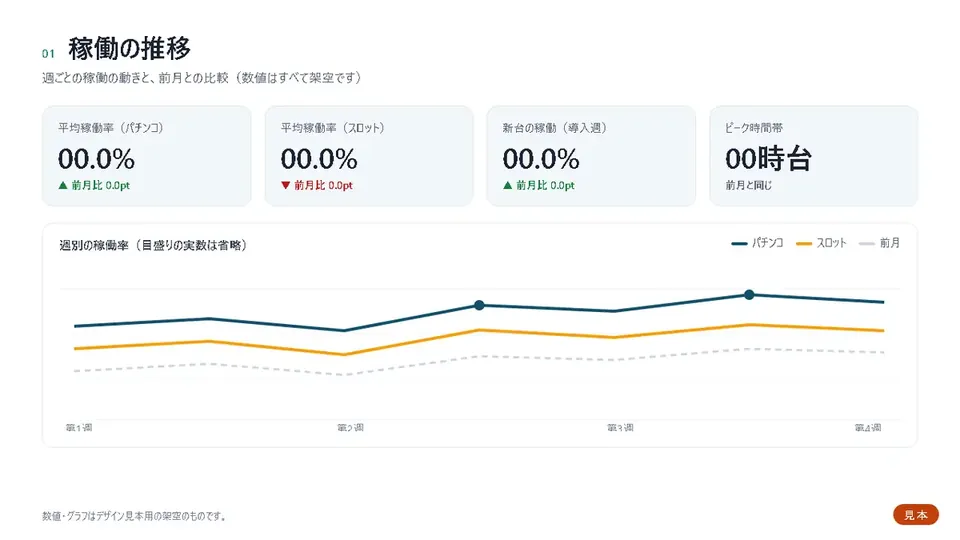 01 稼働の推移
週ごとの稼働の動きと、前月との比較（数値はすべて架空です）
平均稼働率（パチンコ）
00.0%
▲ 前月比 0.0pt
平均稼働率（スロット）
00.0%
▼ 前月比 0.0pt
新台の稼働（導入週）
00.0%
▲ 前月比 0.0pt
ピーク時間帯
00時台
前月と同じ
週別の稼働率（目盛りの実数は省略）
パチンコ スロット 前月
第1週 第2週 第3週 第4週
数値・グラフはデザイン見本用の架空のものです。
見本